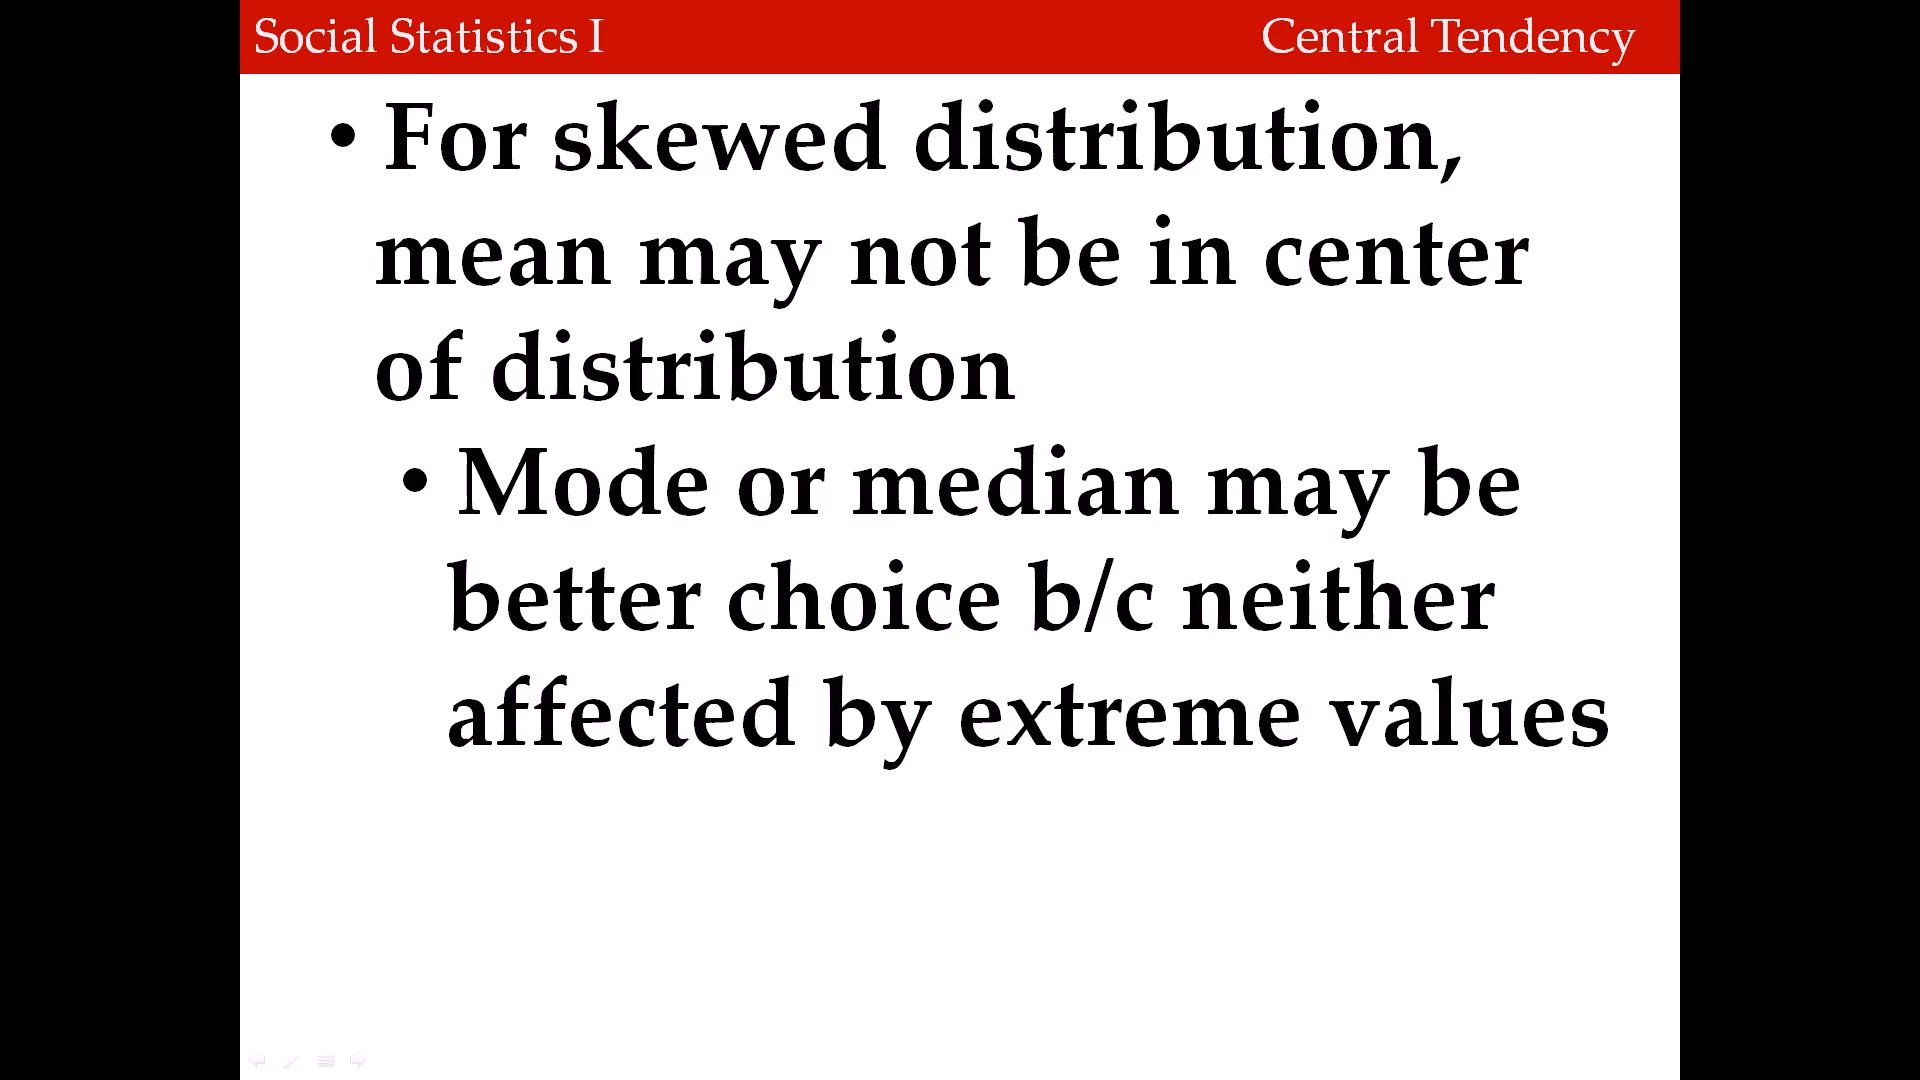 Social Statistics I
Central Tendency
• For skewed distribution,
mean may not be in center
of distribution
• Mode or median may be
better choice b/c neither
affected by extreme values